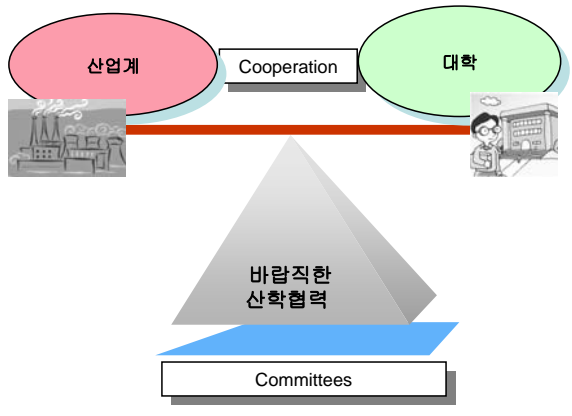 산업계
Cooperation
대학
바람직한
산학협력
Committees